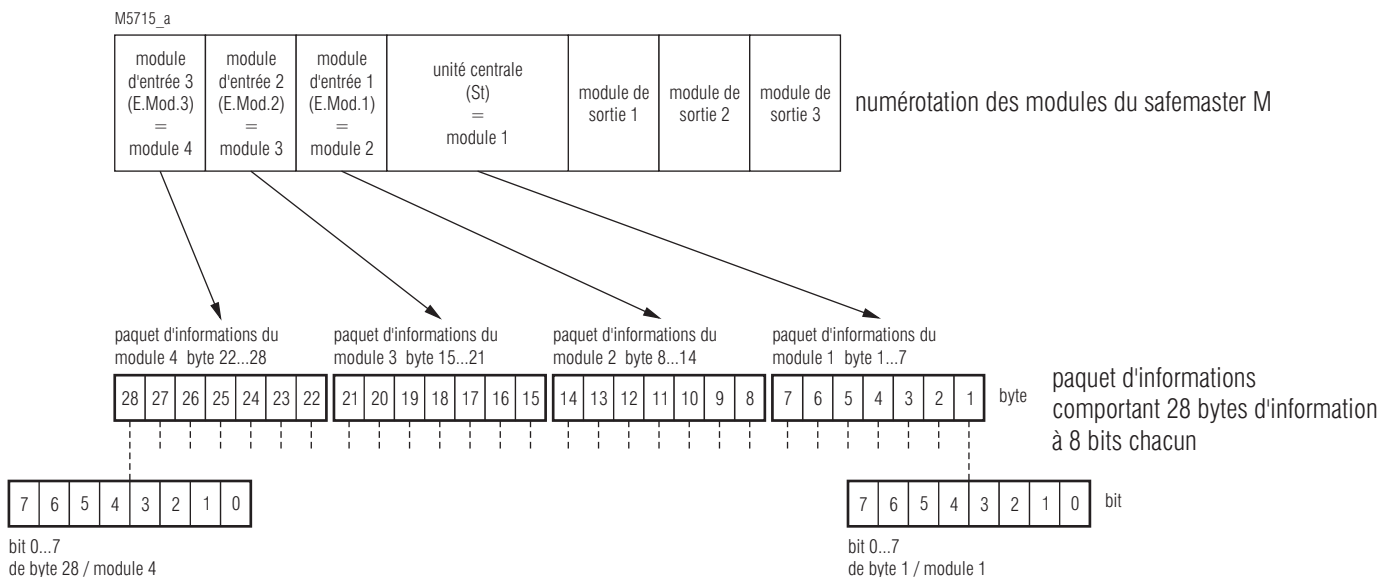 M5715_a
module
d'entrée 3
(E.Mod.3)
=
module 4
module
d'entrée 2
(E.Mod.2)
=
module 3
module
d'entrée 1
(E.Mod.1)
=
module 2
unité centrale
(St)
=
module 1
module de
sortie 1
module de
sortie 2
module de
sortie 3
numérotation des modules du safemaster M
paquet d'informations du
module 4 byte 22...28
paquet d'informations du
module 3 byte 15...21
paquet d'informations du
module 2 byte 8...14
paquet d'informations du
module 1 byte 1...7
28 27 26 25 24 23 22 21 20 19 18 17 16 15 14 13 12 11 10 9 8 7 6 5 4 3 2 1 byte
paquet d'informations
comportant 28 bytes d'information
à 8 bits chacun
7 6 5 4 3 2 1 0
bit 0...7
de byte 28 / module 4
7 6 5 4 3 2 1 0 bit
bit 0...7
de byte 1 / module 1